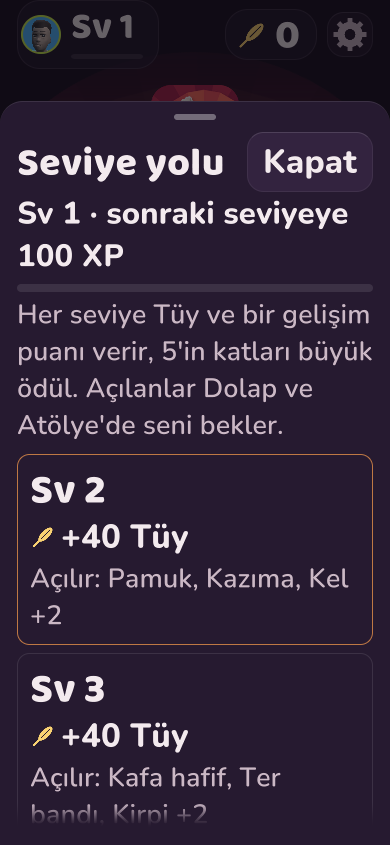 Sv 1
0
Seviye yolu
Kapat
Sv 1 · sonraki seviyeye
100 XP
Her seviye Tüy ve bir gelişim
puanı verir, 5'in katları büyük
ödül. Açılanlar Dolap ve
Atölye'de seni bekler.
Sv 2
+40 Tüy
Açılır: Pamuk, Kazıma, Kel
+2
Sv 3
+40 Tüy
Açılır: Kafa hafif, Ter
bandı, Kirpi +2